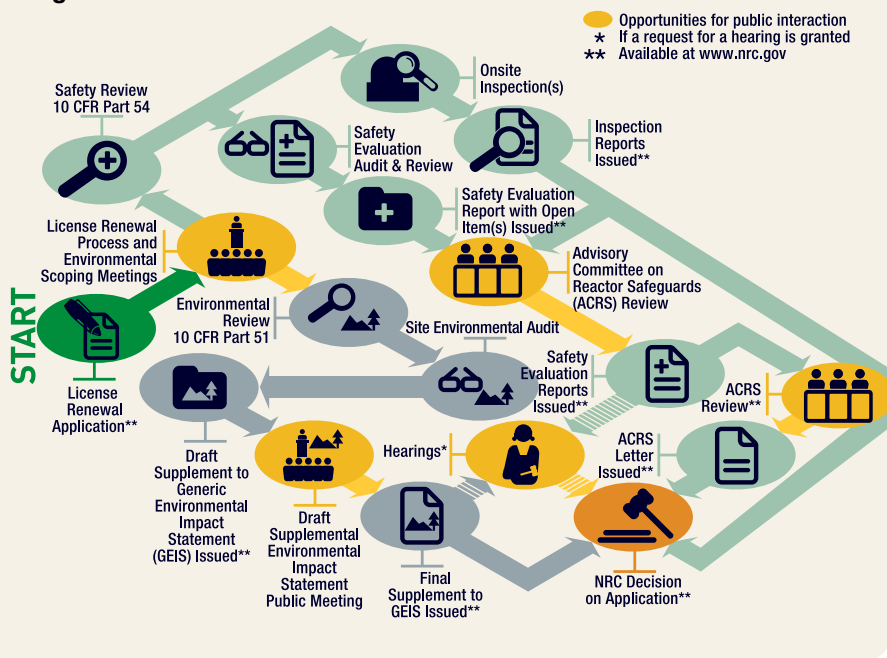 Opportunities for public interaction
* If a request for a hearing is granted
** Available at www.nrc.gov
Safety Review
10 CFR Part 54
Onsite
Inspection(s)
Safety
Evaluation
Audit & Review
Inspection
Reports
Issued**
License Renewal
Process and
Environmental
Scoping Meetings
Safety Evaluation
Report with Open
Item(s) Issued**
Advisory
Committee on
Reactor Safeguards
(ACRS) Review
START
License
Renewal
Application**
Environmental
Review
10 CFR Part 51
Site Environmental Audit
Safety
Evaluation
Reports
Issued**
ACRS
Review**
Draft
Supplement to
Generic
Environmental
Impact
Statement
(GEIS) Issued**
Hearings*
ACRS
Letter
Issued**
Draft
Supplemental
Environmental
Impact
Statement
Public Meeting
Final
Supplement to
GEIS Issued**
NRC Decision
on Application**